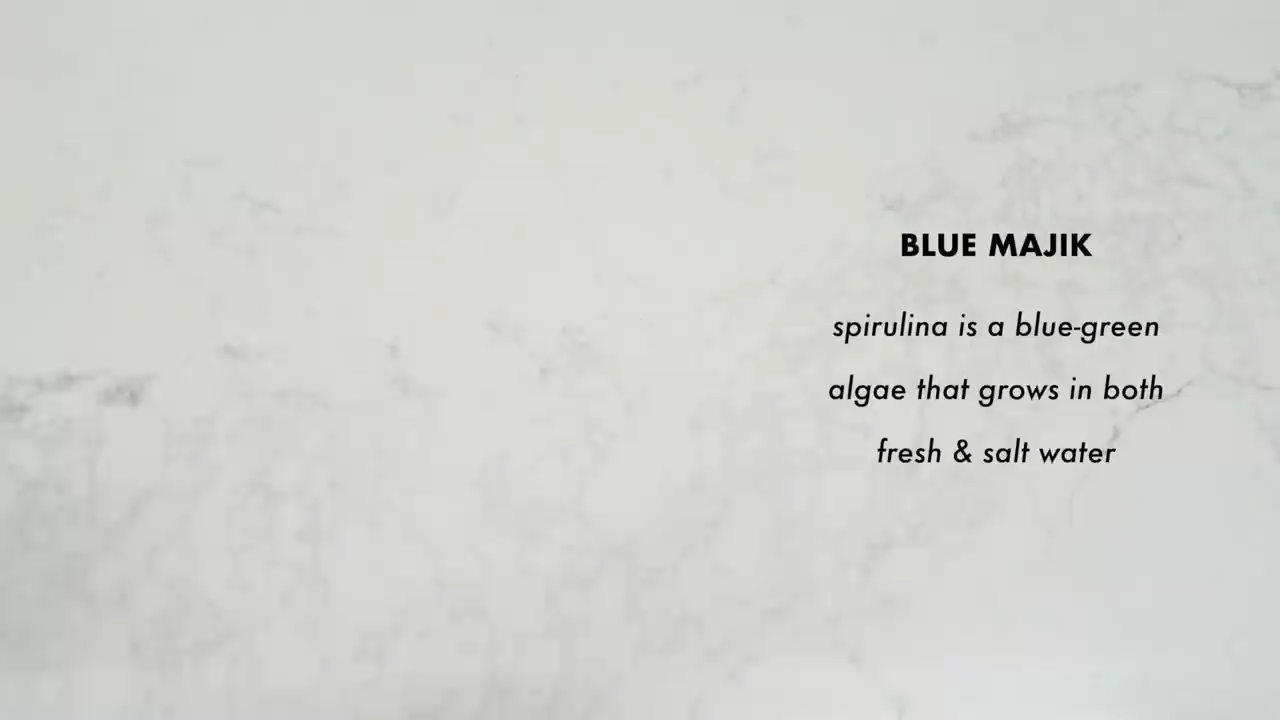 BLUE MAJIK
spirulina is a blue-green
algae that grows in both
fresh & salt water